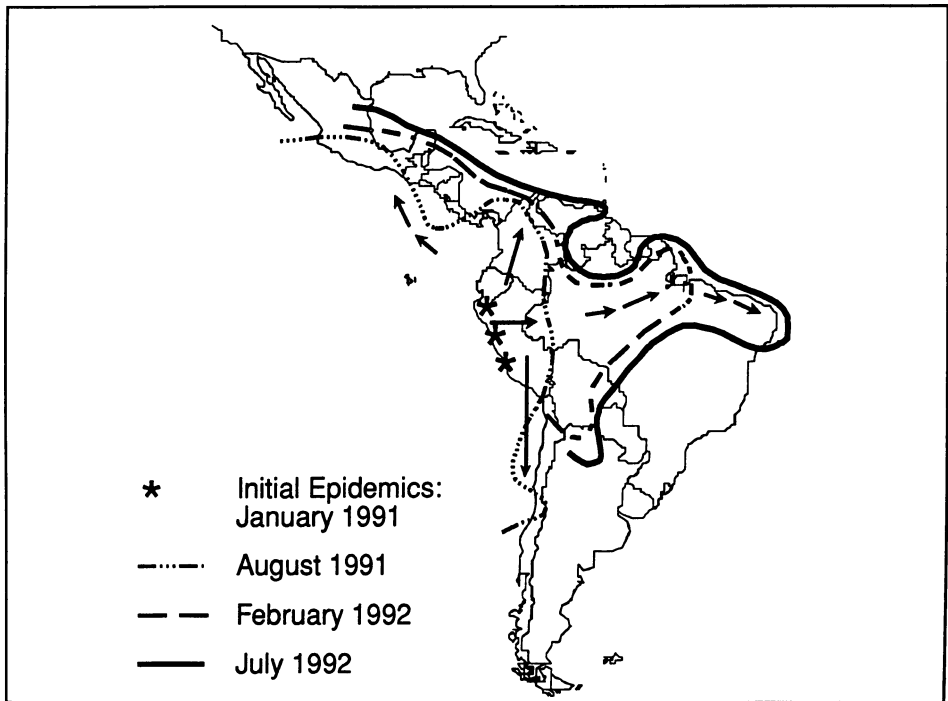 Initial Epidemics:
January 1991
August 1991
February 1992
July 1992